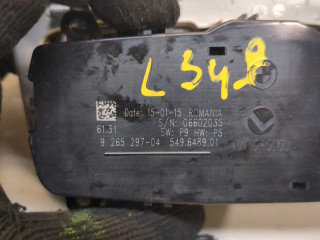 L348
Date: 15-01-15 ROMANIA
S/N: 06602035
61.31 SW: P9 HW: P5
9 265 297-04 549.6489.01